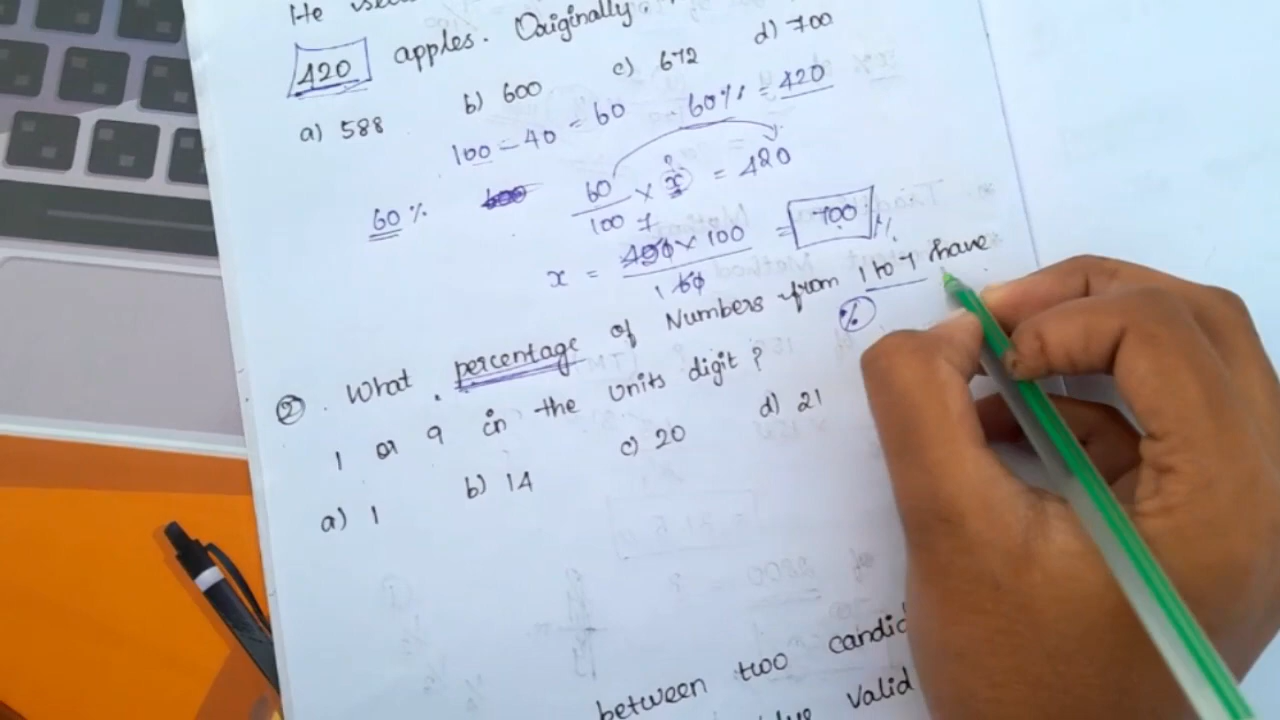 He
420 apples. Originally,
a) 588 b) 600 c) 672 d) 700
100 - 40 = 60 60% = 420
60% 60/100 × x = 420
?
7
x = 420 × 100 / 60 = 700
1
② . What percentage of Numbers from 1 to 7 have
%
1 or 9 in the Units digit ?
a) 1 b) 14 c) 20 d) 21
between two
valid